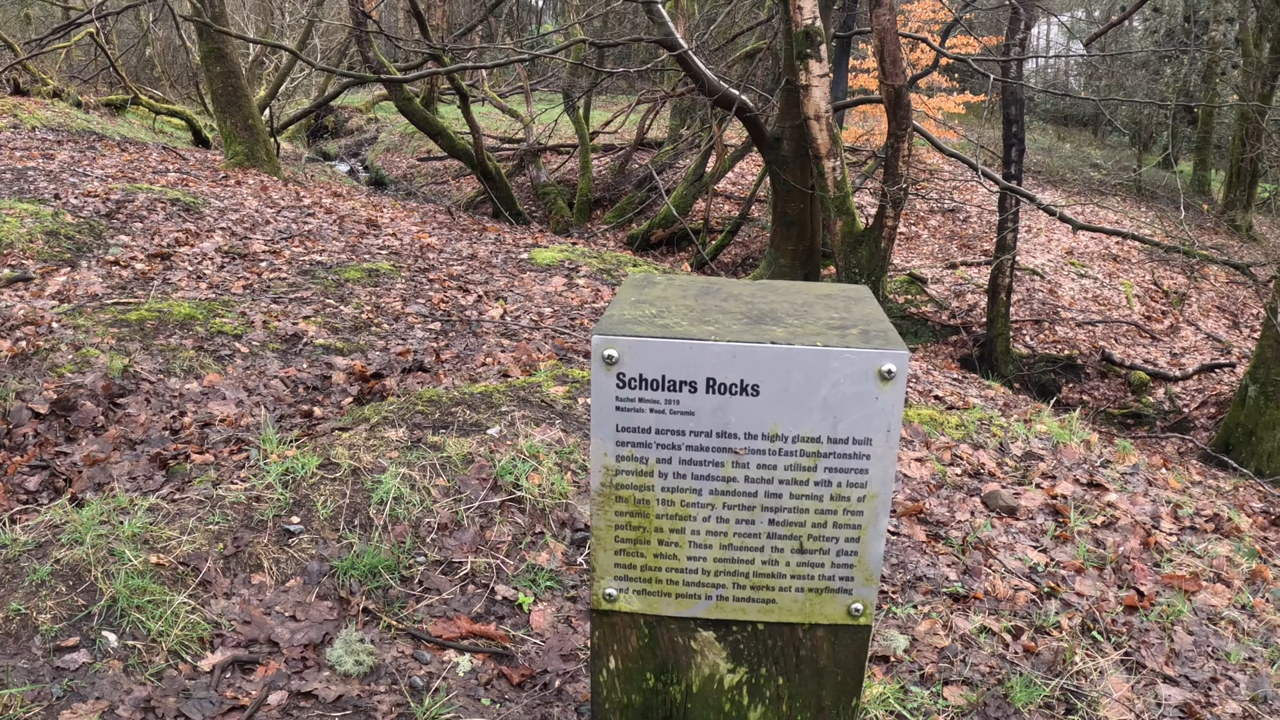 Scholars Rocks
Rachel Mimiec, 2019
Materials: Wood, Ceramic
Located across rural sites, the highly glazed, hand built
ceramic 'rocks' make connections to East Dunbartonshire
geology and industries that once utilised resources
provided by the landscape. Rachel walked with a local
geologist exploring abandoned lime burning kilns of
the late 18th Century. Further inspiration came from
ceramic artefacts of the area - Medieval and Roman
pottery, as well as more recent Allander Pottery and
Campsie Ware. These influenced the colourful glaze
effects, which, were combined with a unique home-
made glaze created by grinding limekiln waste that was
collected in the landscape. The works act as wayfinding
and reflective points in the landscape.